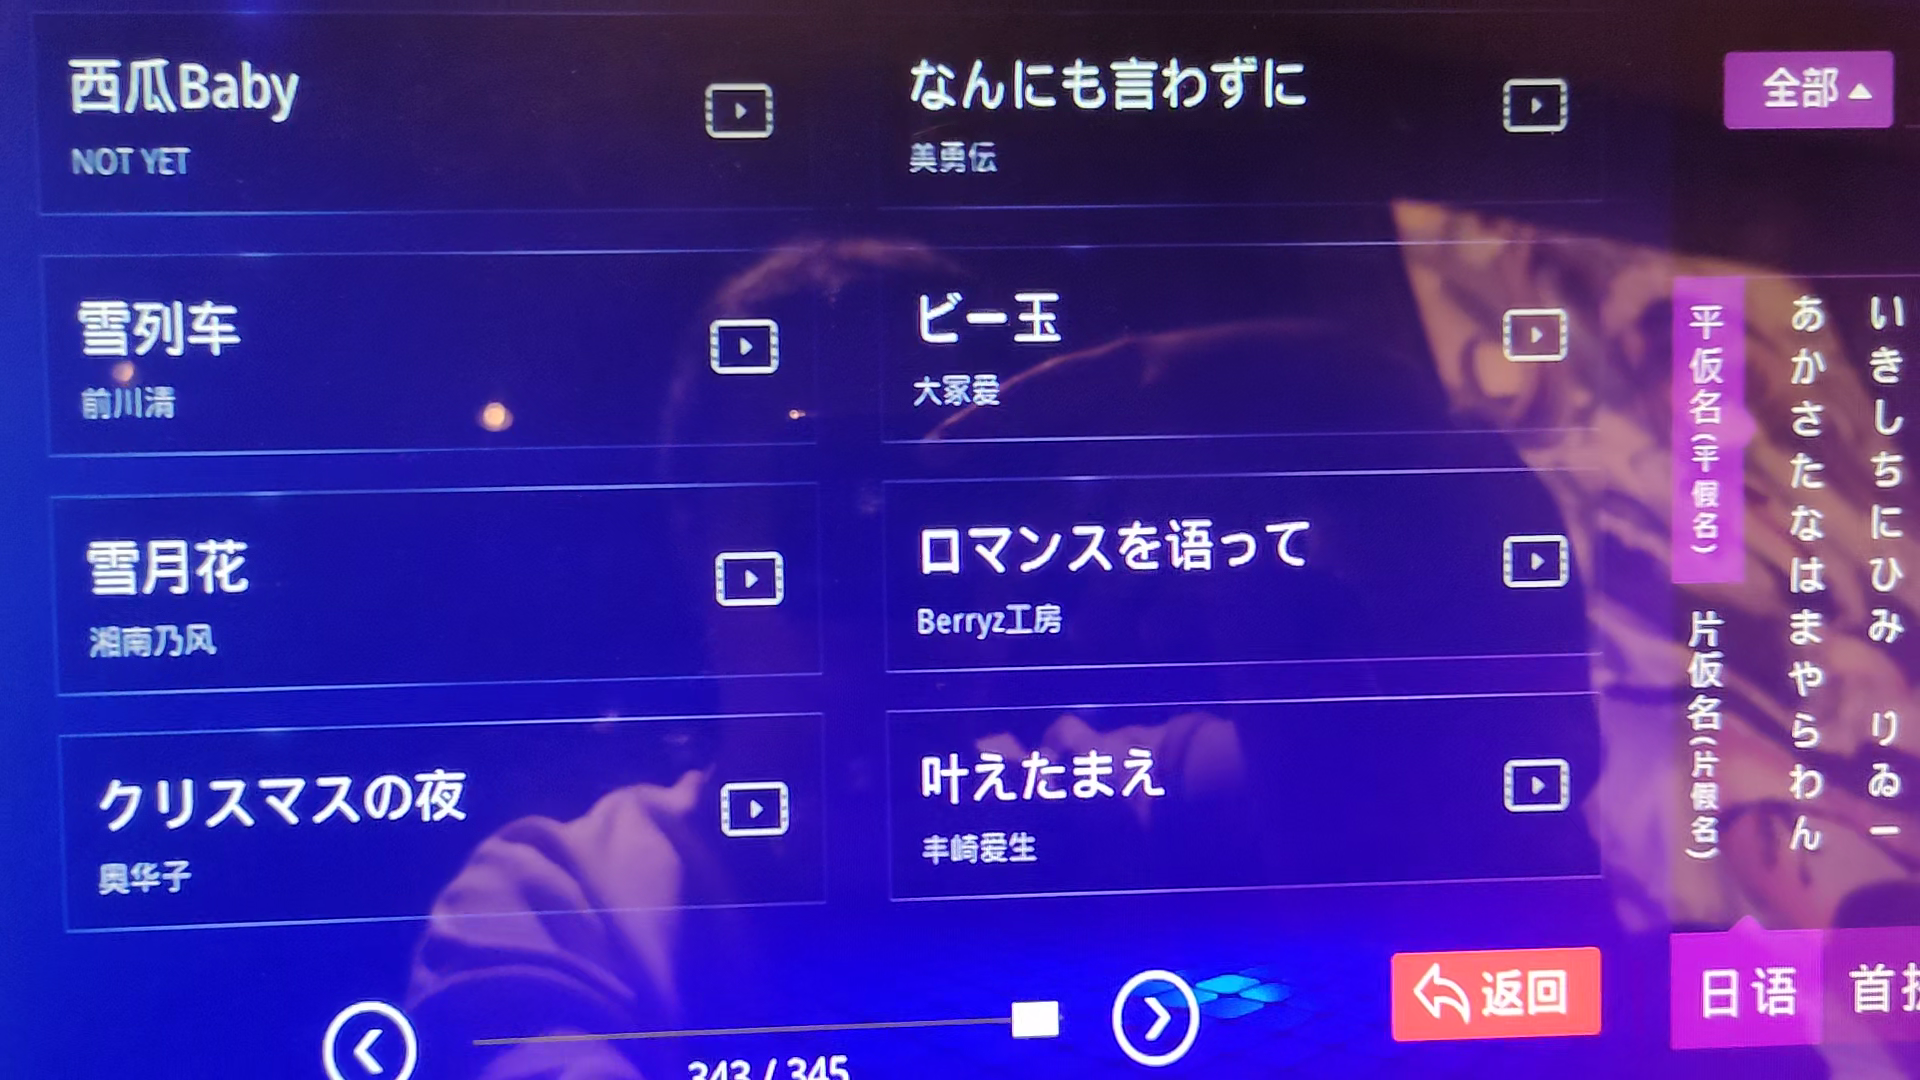 西瓜Baby
NOT YET
なんにも言わずに
美勇伝
雪列车
前川清
ビー玉
大冢爱
雪月花
湘南乃风
ロマンスを语って
Berryz工房
クリスマスの夜
奥华子
叶えたまえ
丰崎爱生
343 / 345
返回
全部
平仮名(平假名)
片仮名(片假名)
あかさたなはまやらわん
いきしちにひみ りゐー
日语
首